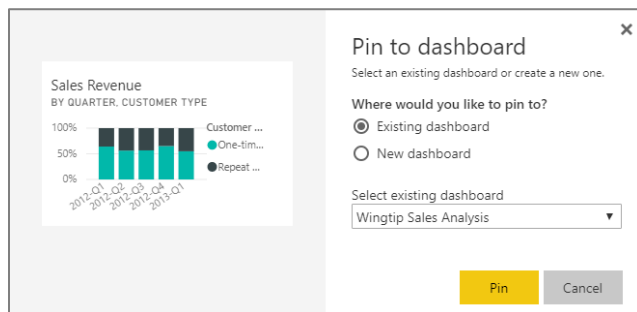 Sales Revenue
BY QUARTER, CUSTOMER TYPE
100%
50%
0%
2012-Q1
2012-Q2
2012-Q3
2012-Q4
2013-Q1
Customer ...
One-tim...
Repeat ...
Pin to dashboard
Select an existing dashboard or create a new one.
Where would you like to pin to?
Existing dashboard
New dashboard
Select existing dashboard
Wingtip Sales Analysis
Pin
Cancel